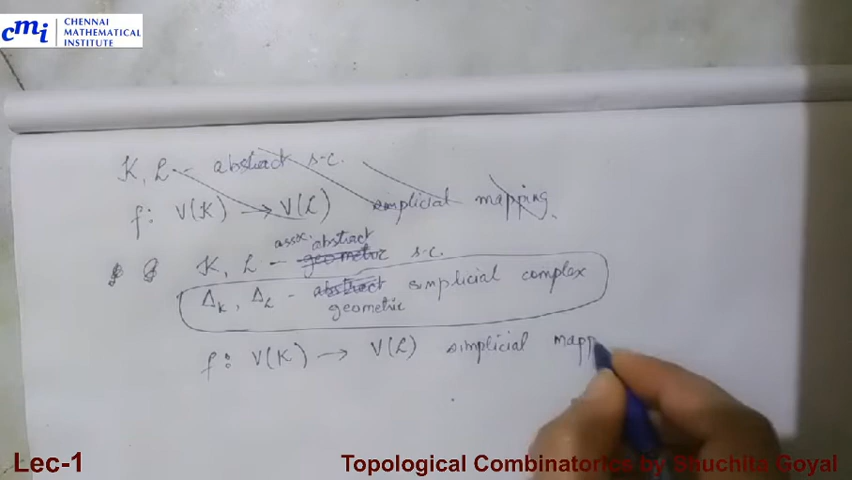 cmi CHENNAI
MATHEMATICAL
INSTITUTE
K, L - abstract s.c.
f: V(K) → V(L) simplicial mapping
assoc. abstract
K, L - geometric s.c.
Δ_K, Δ_L - abstract simplicial complex
geometric
f: V(K) → V(L) simplicial mapp
Lec-1
Topological Combinatorics by Shuchita Goyal